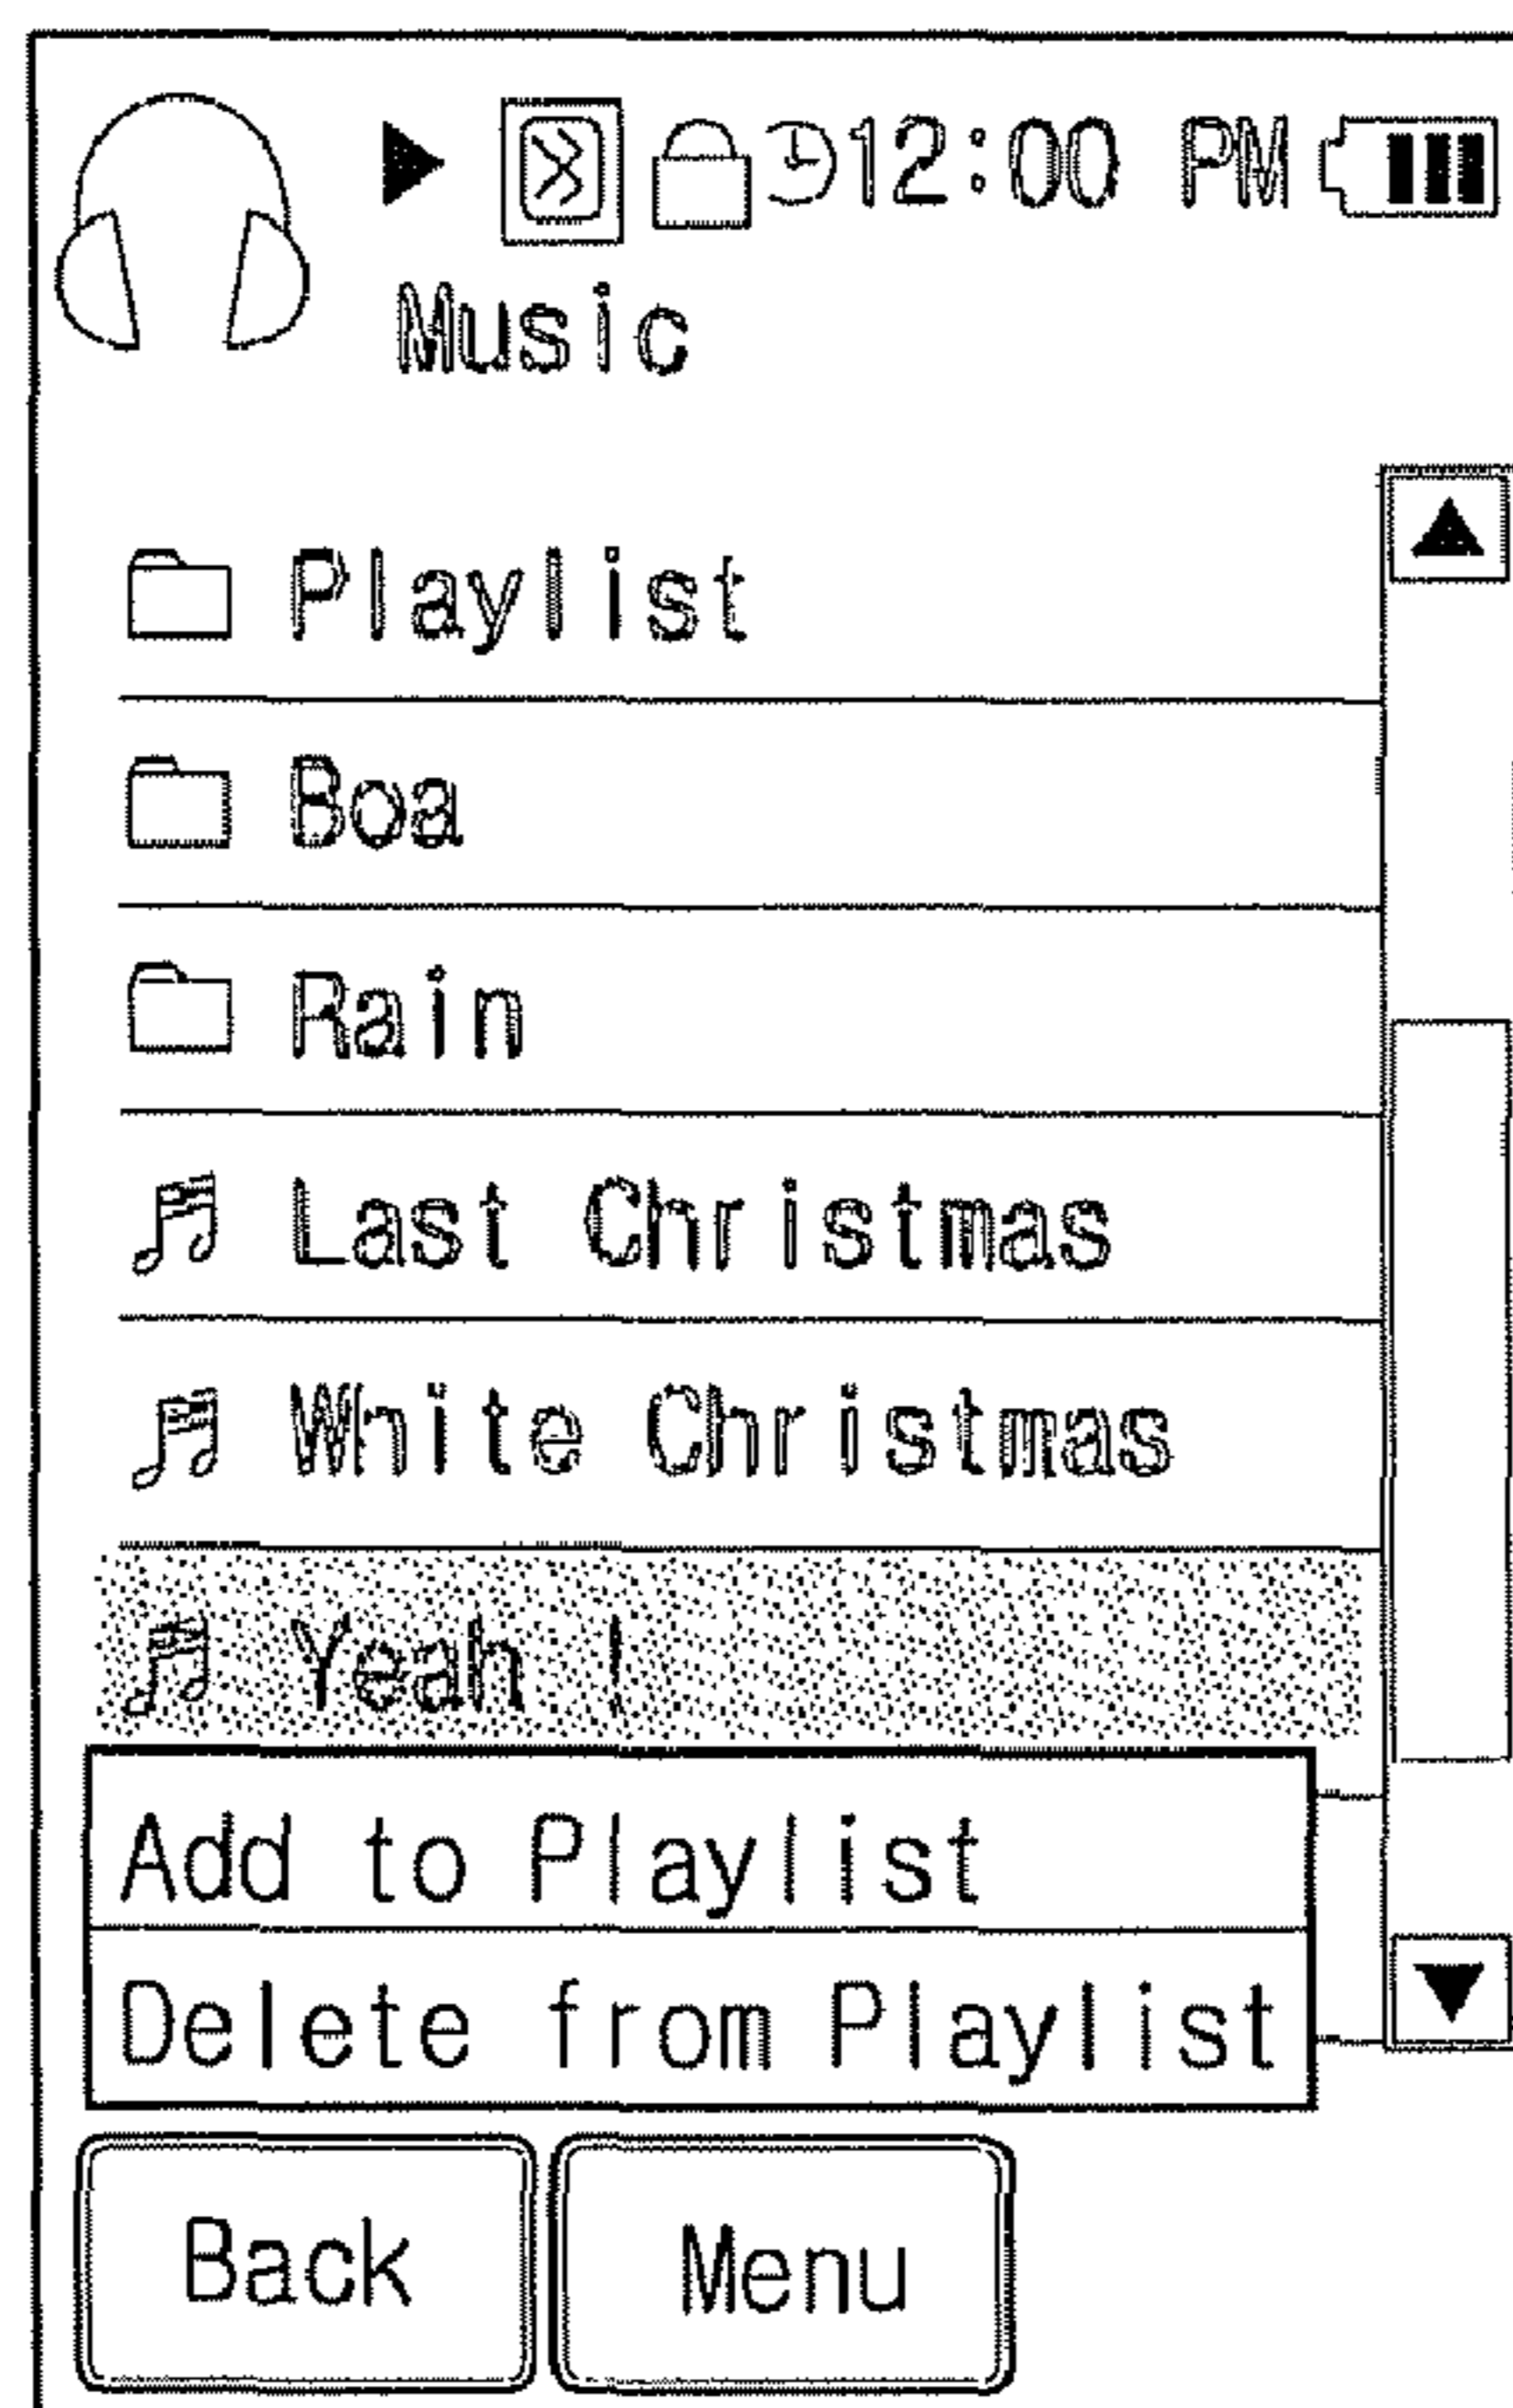 12:00 PM
Music
Playlist
Boa
Rain
Last Christmas
White Christmas
Yeah !
Add to Playlist
Delete from Playlist
Back Menu